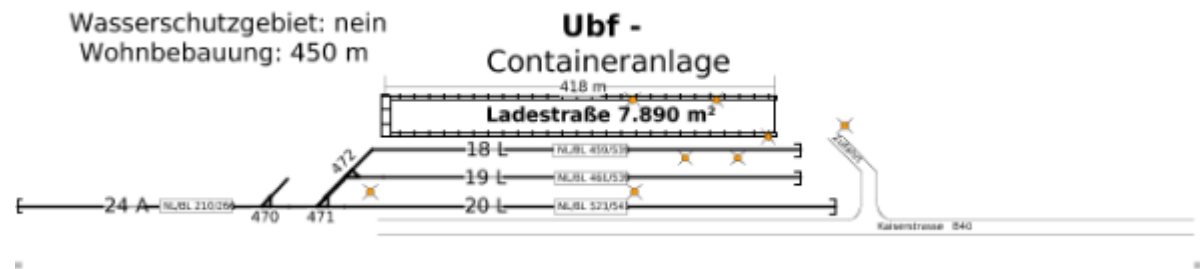 Wasserschutzgebiet: nein
Wohnbebauung: 450 m
Ubf -
Containeranlage
418 m
Ladestraße 7.890 m²
472
18 L
Zufahrt
19 L
24 A
470
471
20 L
Kaiserstrasse B40